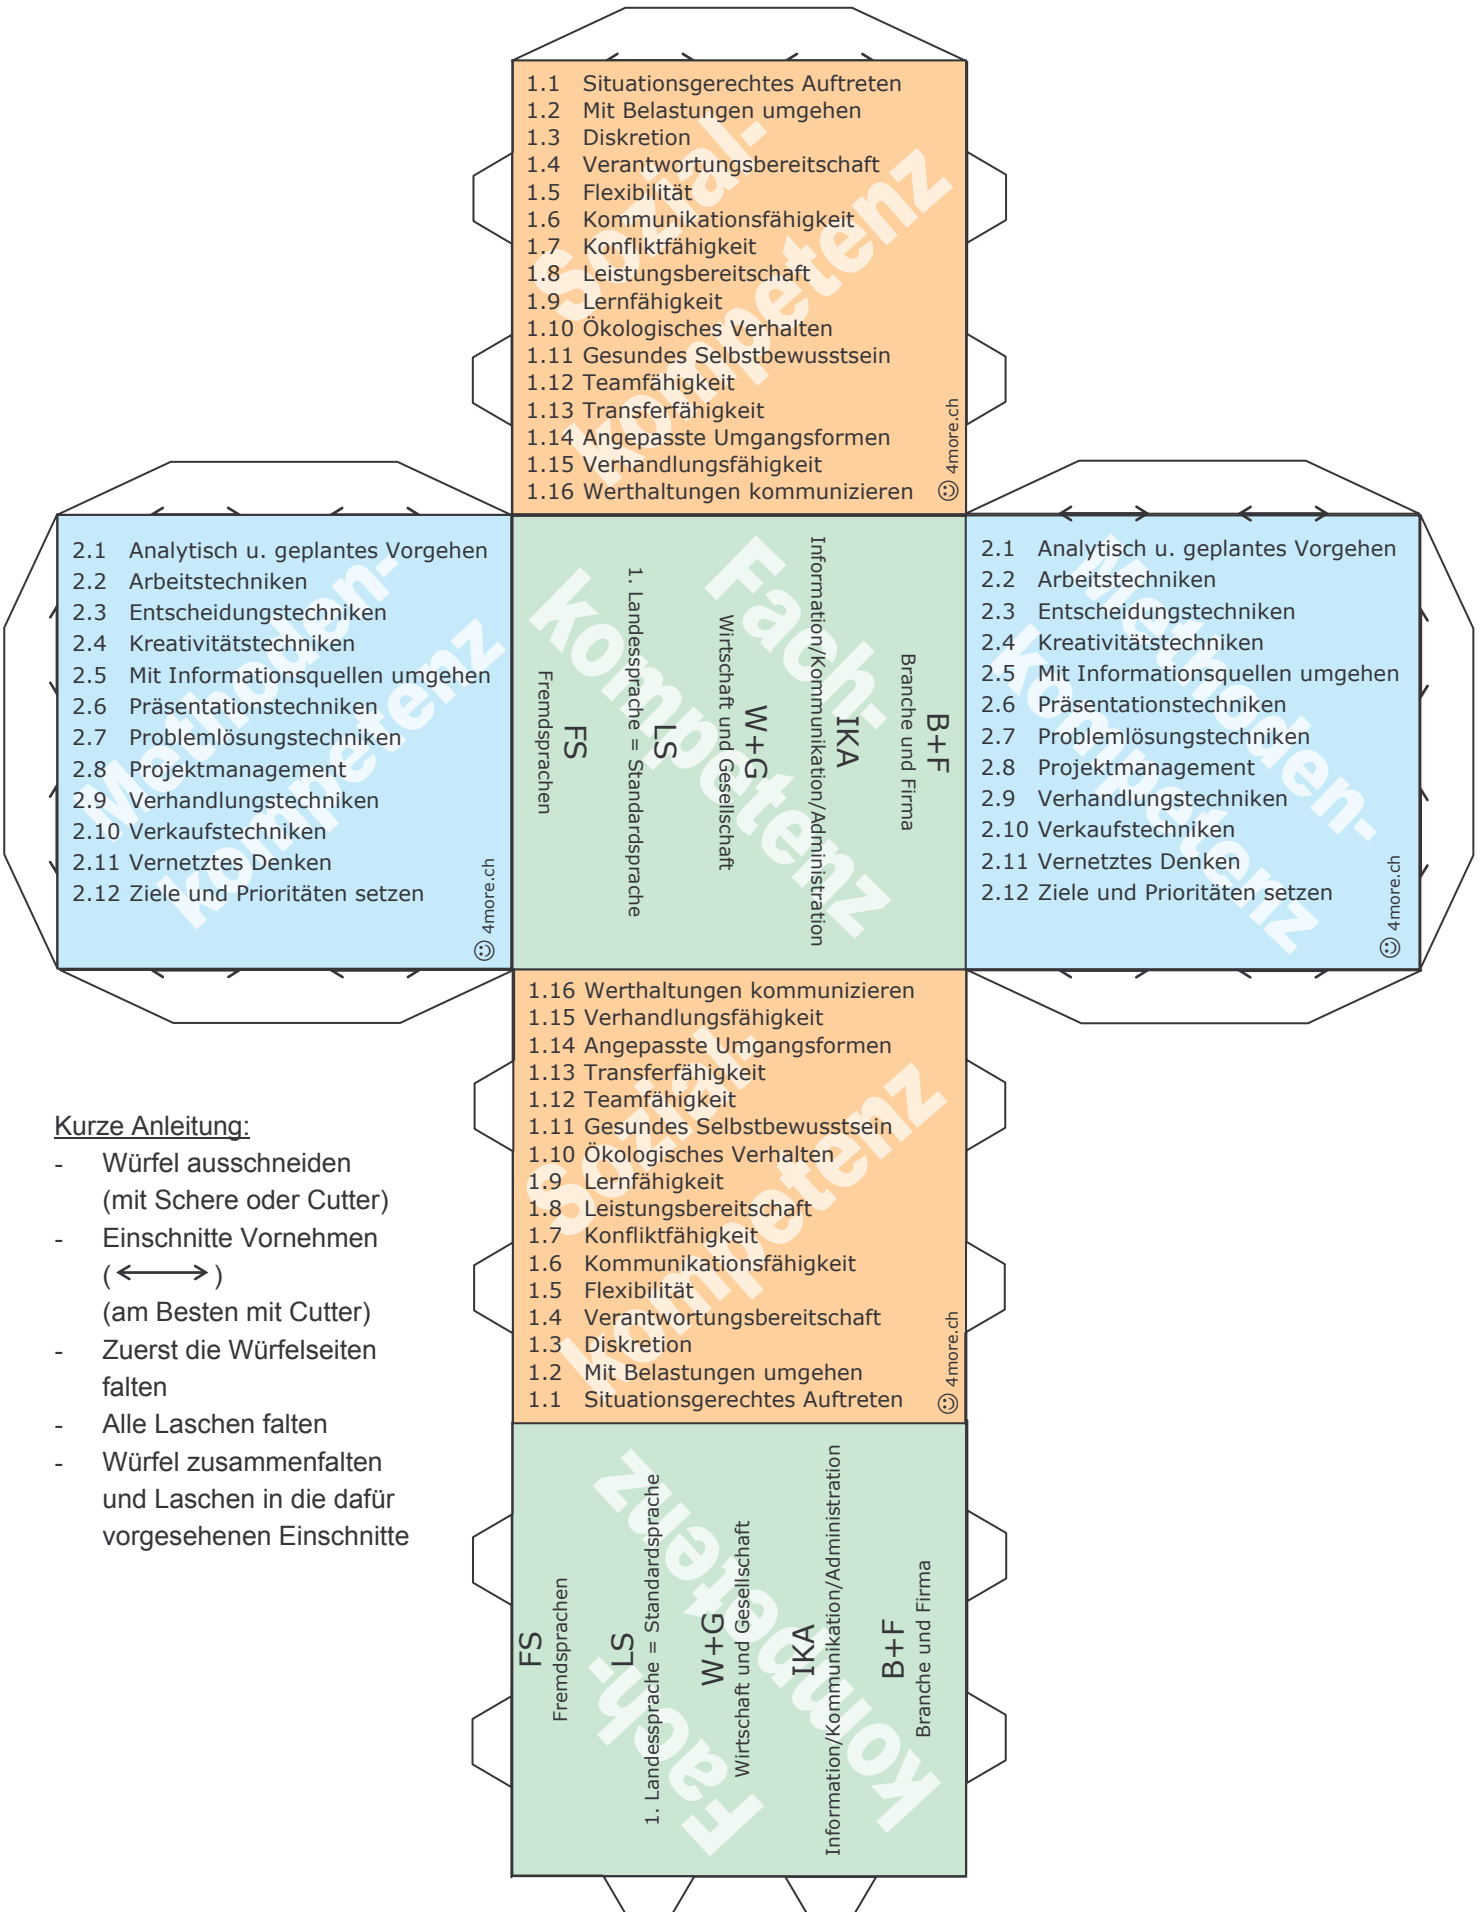 1.1 Situationsgerechtes Auftreten
1.2 Mit Belastungen umgehen
1.3 Diskretion
1.4 Verantwortungsbereitschaft
1.5 Flexibilität
1.6 Kommunikationsfähigkeit
1.7 Konfliktfähigkeit
1.8 Leistungsbereitschaft
1.9 Lernfähigkeit
1.10 Ökologisches Verhalten
1.11 Gesundes Selbstbewusstsein
1.12 Teamfähigkeit
1.13 Transferfähigkeit
1.14 Angepasste Umgangsformen
1.15 Verhandlungsfähigkeit
1.16 Werthaltungen kommunizieren
Sozial-
kompetenz
☺ 4more.ch
2.1 Analytisch u. geplantes Vorgehen
2.2 Arbeitstechniken
2.3 Entscheidungstechniken
2.4 Kreativitätstechniken
2.5 Mit Informationsquellen umgehen
2.6 Präsentationstechniken
2.7 Problemlösungstechniken
2.8 Projektmanagement
2.9 Verhandlungstechniken
2.10 Verkaufstechniken
2.11 Vernetztes Denken
2.12 Ziele und Prioritäten setzen
Methoden-
kompetenz
☺ 4more.ch
B+F
Branche und Firma
IKA
Information/Kommunikation/Administration
W+G
Wirtschaft und Gesellschaft
LS
1. Landessprache = Standardsprache
FS
Fremdsprachen
Fach-
kompetenz
2.1 Analytisch u. geplantes Vorgehen
2.2 Arbeitstechniken
2.3 Entscheidungstechniken
2.4 Kreativitätstechniken
2.5 Mit Informationsquellen umgehen
2.6 Präsentationstechniken
2.7 Problemlösungstechniken
2.8 Projektmanagement
2.9 Verhandlungstechniken
2.10 Verkaufstechniken
2.11 Vernetztes Denken
2.12 Ziele und Prioritäten setzen
Methoden-
kompetenz
☺ 4more.ch
1.16 Werthaltungen kommunizieren
1.15 Verhandlungsfähigkeit
1.14 Angepasste Umgangsformen
1.13 Transferfähigkeit
1.12 Teamfähigkeit
1.11 Gesundes Selbstbewusstsein
1.10 Ökologisches Verhalten
1.9 Lernfähigkeit
1.8 Leistungsbereitschaft
1.7 Konfliktfähigkeit
1.6 Kommunikationsfähigkeit
1.5 Flexibilität
1.4 Verantwortungsbereitschaft
1.3 Diskretion
1.2 Mit Belastungen umgehen
1.1 Situationsgerechtes Auftreten
Sozial-
kompetenz
☺ 4more.ch
Kurze Anleitung:
- Würfel ausschneiden
(mit Schere oder Cutter)
- Einschnitte Vornehmen
(⟷)
(am Besten mit Cutter)
- Zuerst die Würfelseiten
falten
- Alle Laschen falten
- Würfel zusammenfalten
und Laschen in die dafür
vorgesehenen Einschnitte
FS
Fremdsprachen
LS
1. Landessprache = Standardsprache
W+G
Wirtschaft und Gesellschaft
IKA
Information/Kommunikation/Administration
B+F
Branche und Firma
Fach-
kompetenz